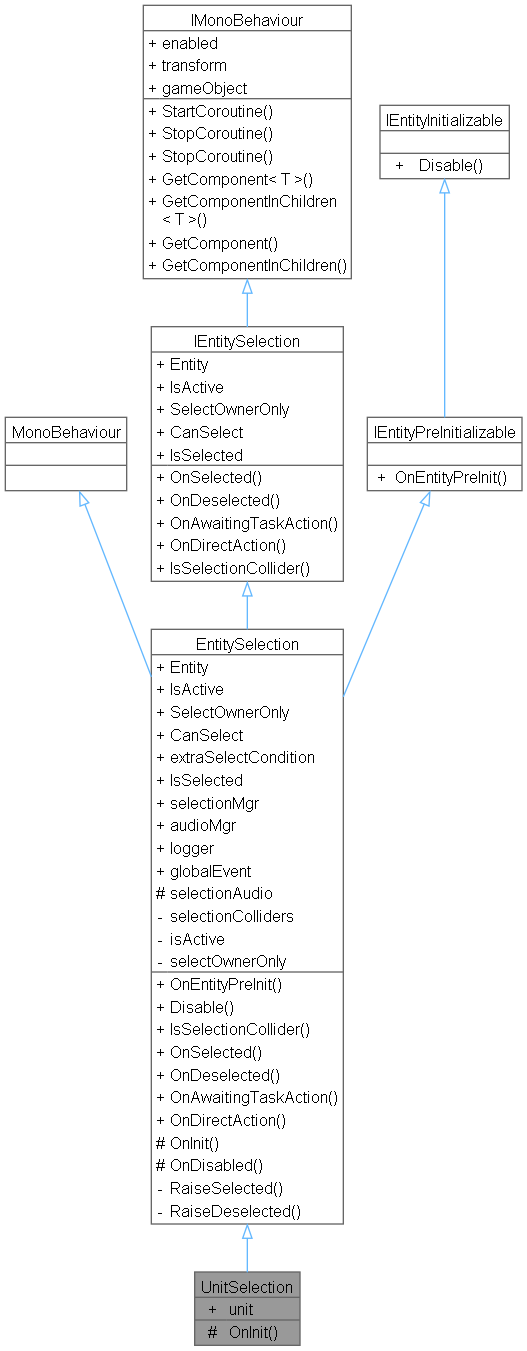 IMonoBehaviour
+ enabled
+ transform
+ gameObject
+ StartCoroutine()
+ StopCoroutine()
+ StopCoroutine()
+ GetComponent< T >()
+ GetComponentInChildren
< T >()
+ GetComponent()
+ GetComponentInChildren()
IEntityInitializable
+ Disable()
IEntitySelection
+ Entity
+ IsActive
+ SelectOwnerOnly
+ CanSelect
+ IsSelected
+ OnSelected()
+ OnDeselected()
+ OnAwaitingTaskAction()
+ OnDirectAction()
+ IsSelectionCollider()
MonoBehaviour
IEntityPreInitializable
+ OnEntityPreInit()
EntitySelection
+ Entity
+ IsActive
+ SelectOwnerOnly
+ CanSelect
+ extraSelectCondition
+ IsSelected
+ selectionMgr
+ audioMgr
+ logger
+ globalEvent
# selectionAudio
- selectionColliders
- isActive
- selectOwnerOnly
+ OnEntityPreInit()
+ Disable()
+ IsSelectionCollider()
+ OnSelected()
+ OnDeselected()
+ OnAwaitingTaskAction()
+ OnDirectAction()
# OnInit()
# OnDisabled()
- RaiseSelected()
- RaiseDeselected()
UnitSelection
+ unit
# OnInit()